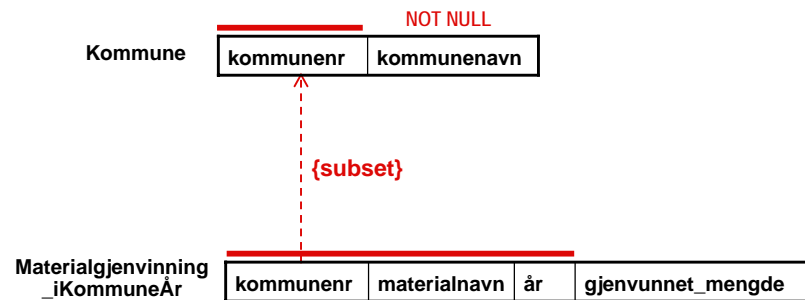 NOT NULL
Kommune kommunenr kommunenavn
{subset}
Materialgjenvinning
_iKommuneÅr kommunenr materialnavn år gjenvunnet_mengde